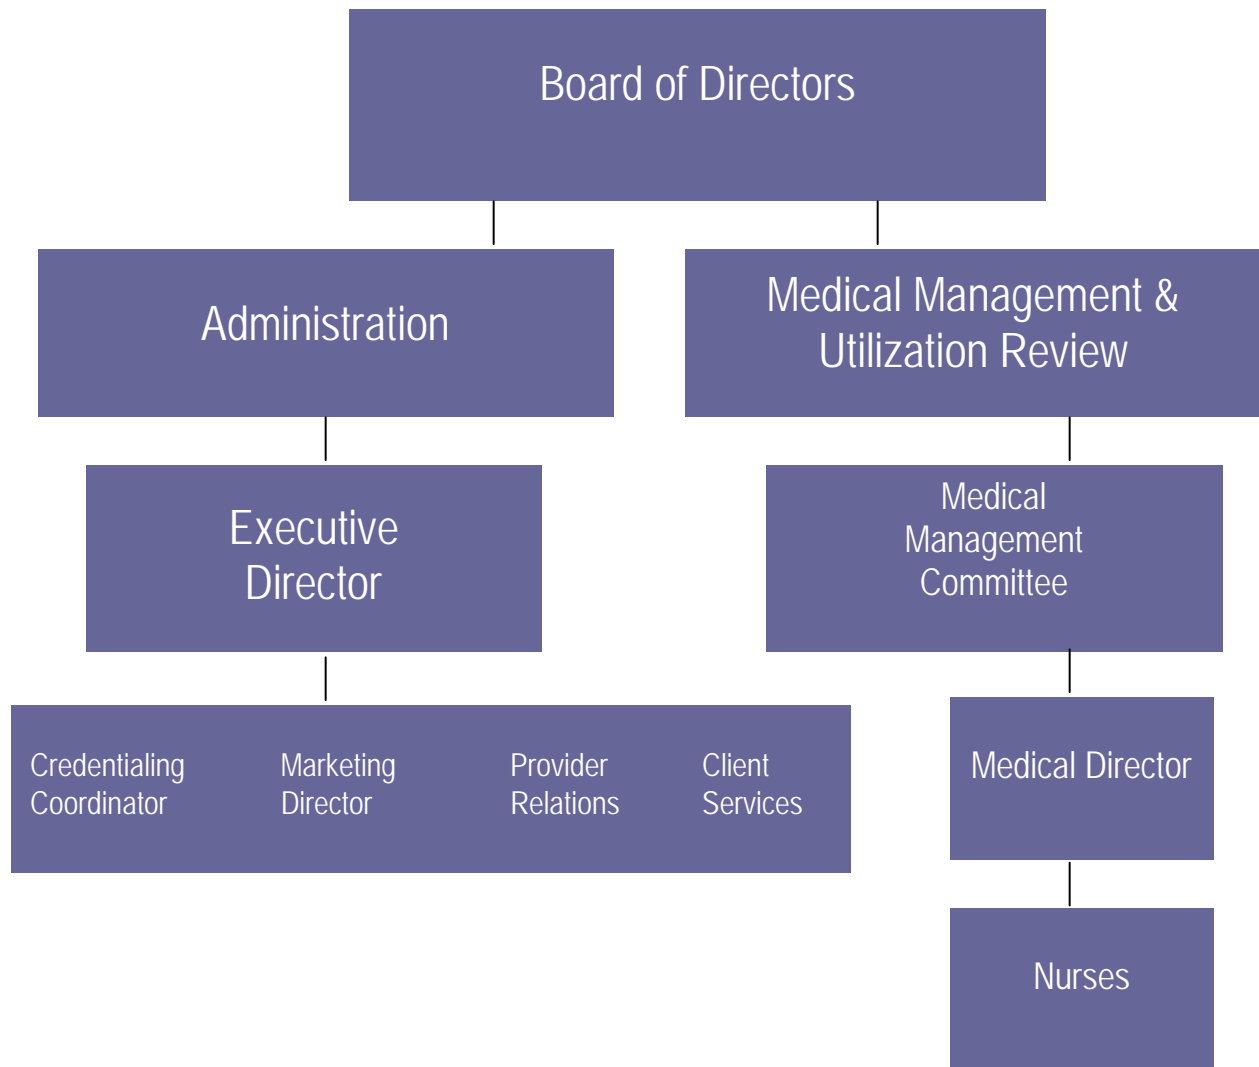 Board of Directors
Administration
Medical Management &
Utilization Review
Executive
Director
Medical
Management
Committee
Credentialing
Coordinator
Marketing
Director
Provider
Relations
Client
Services
Medical Director
Nurses